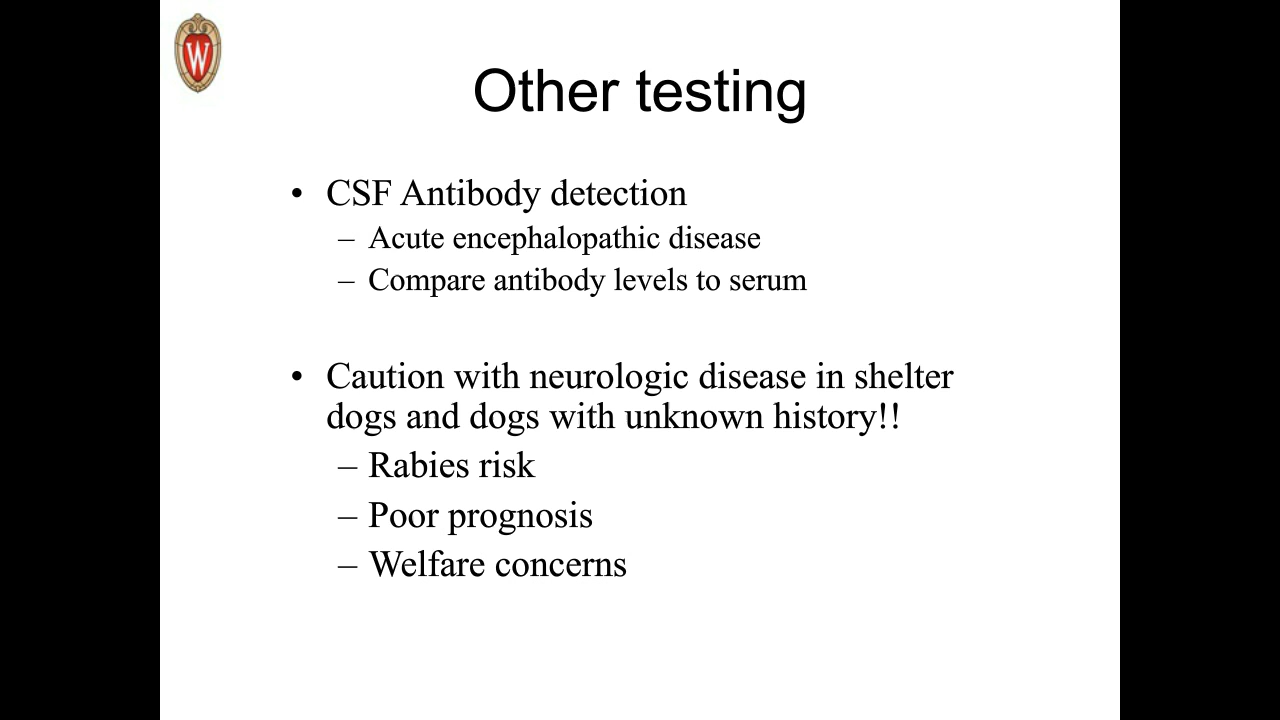 W
Other testing
• CSF Antibody detection
– Acute encephalopathic disease
– Compare antibody levels to serum
• Caution with neurologic disease in shelter
dogs and dogs with unknown history!!
– Rabies risk
– Poor prognosis
– Welfare concerns